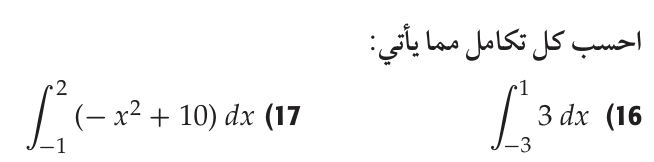 احسب كل تكامل مما يأتي:
(16 ∫₋₃¹ 3 dx
(17 ∫₋₁² (− x² + 10) dx